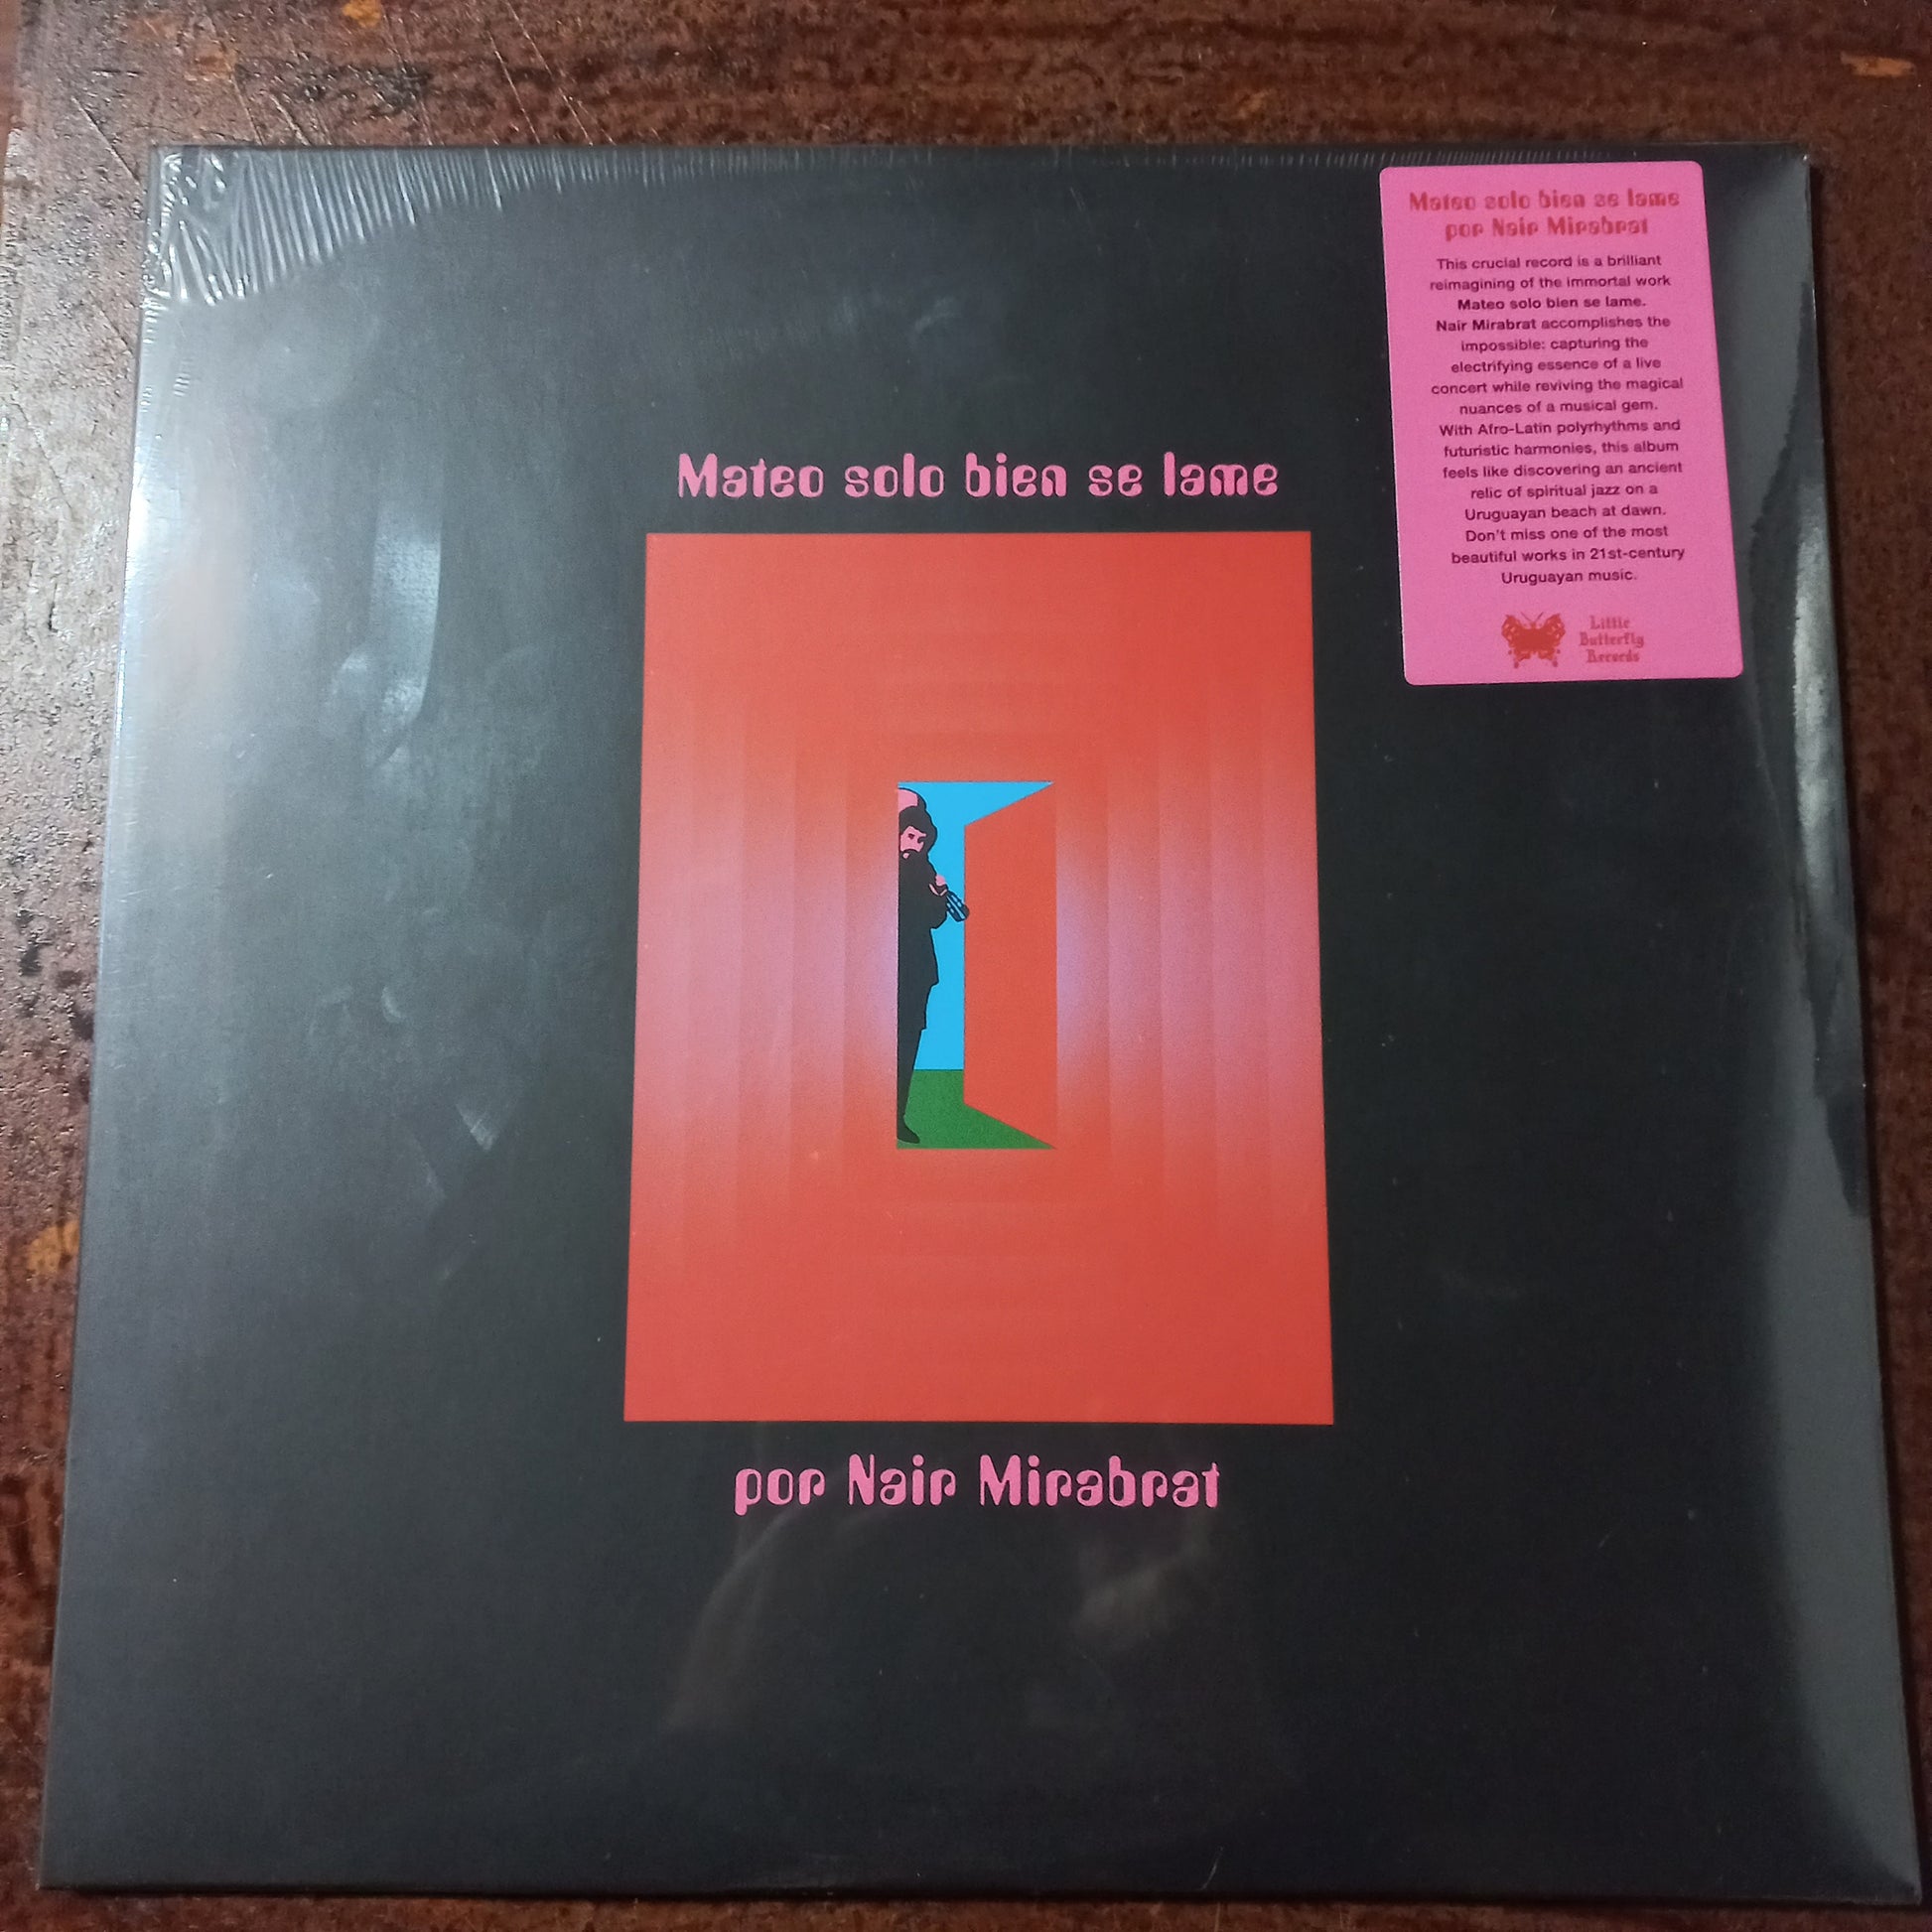 Mateo solo bien se lame
por Nair Mirabrat
Mateo solo bien se lame
por Nair Mirabrat
This crucial record is a brilliant
reimagining of the immortal work
Mateo solo bien se lame.
Nair Mirabrat accomplishes the
impossible: capturing the
electrifying essence of a live
concert while reviving the magical
nuances of a musical gem.
With Afro-Latin polyrhythms and
futuristic harmonies, this album
feels like discovering an ancient
relic of spiritual jazz on a
Uruguayan beach at dawn.
Don't miss one of the most
beautiful works in 21st-century
Uruguayan music.
Little
Butterfly
Records